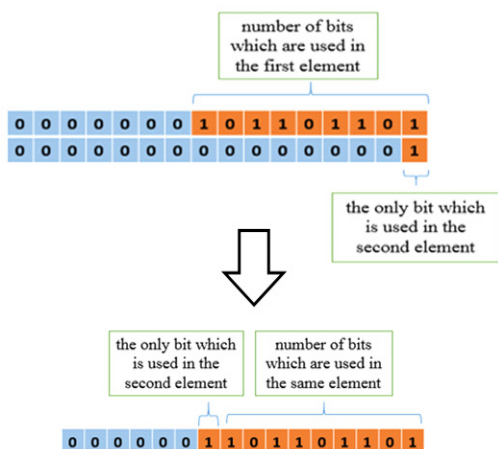 number of bits
which are used in
the first element
0 0 0 0 0 0 0 1 0 1 1 0 1 1 0 1
0 0 0 0 0 0 0 0 0 0 0 0 0 0 0 1
the only bit which
is used in the
second element
the only bit which
is used in the
second element
number of bits
which are used in
the same element
0 0 0 0 0 0 1 1 0 1 1 0 1 1 0 1